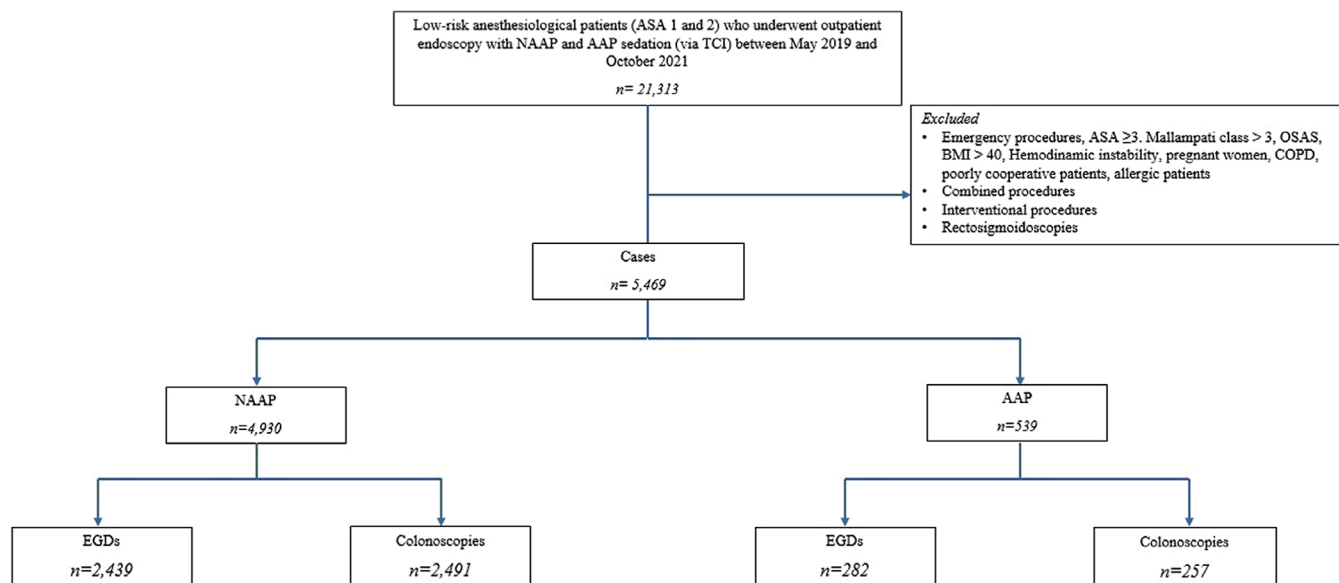 Low-risk anesthesiological patients (ASA 1 and 2) who underwent outpatient
endoscopy with NAAP and AAP sedation (via TCI) between May 2019 and
October 2021
n= 21,313
Excluded
• Emergency procedures, ASA ≥3. Mallampati class > 3, OSAS,
BMI > 40, Hemodinamic instability, pregnant women, COPD,
poorly cooperative patients, allergic patients
• Combined procedures
• Interventional procedures
• Rectosigmoidoscopies
Cases
n= 5,469
NAAP
n=4,930
AAP
n=539
EGDs
n=2,439
Colonoscopies
n=2,491
EGDs
n=282
Colonoscopies
n=257